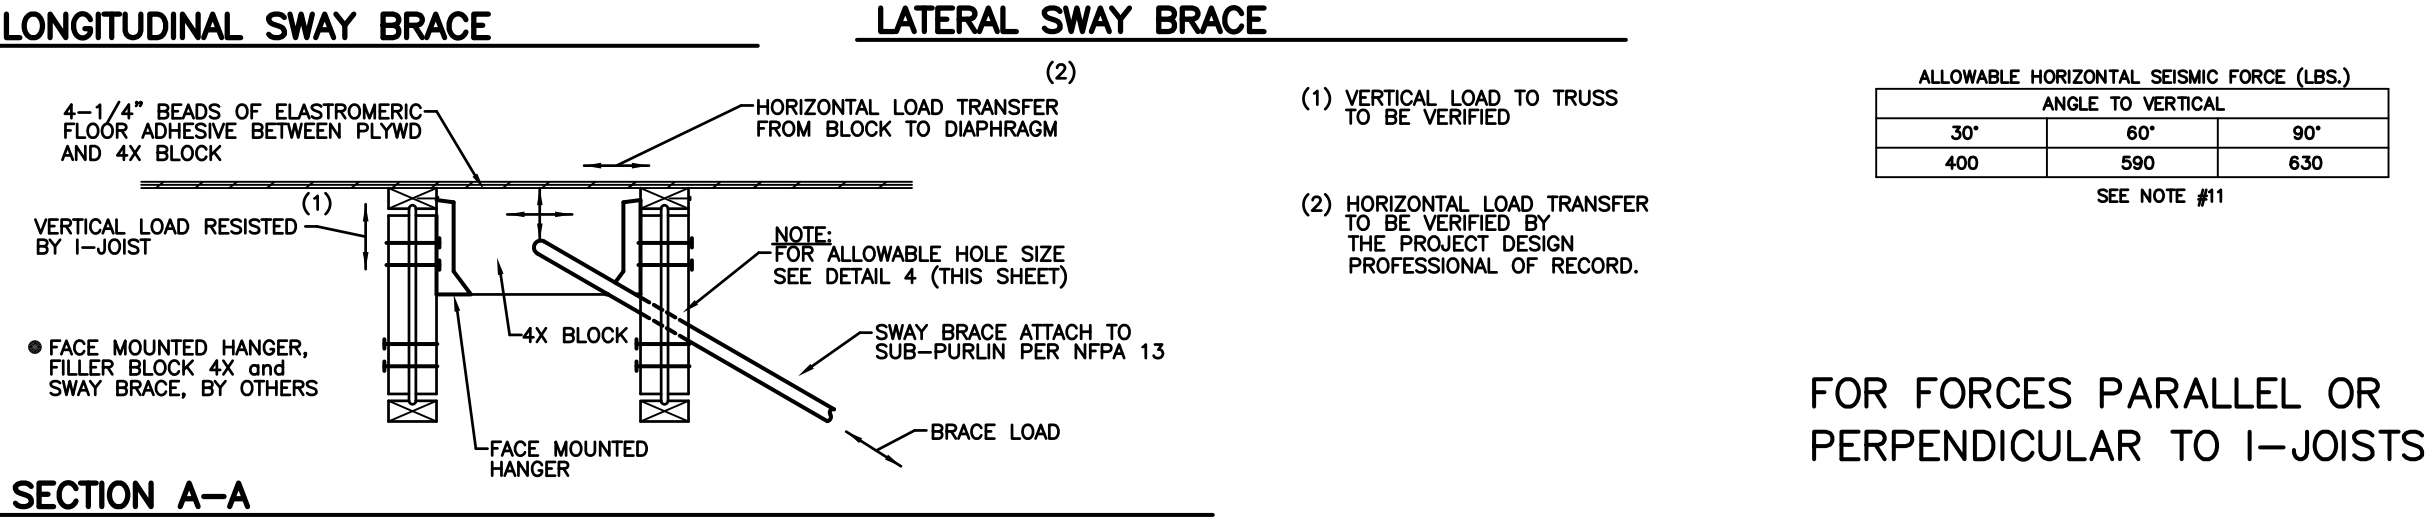 LONGITUDINAL SWAY BRACE
LATERAL SWAY BRACE
4-1/4" BEADS OF ELASTROMERIC
FLOOR ADHESIVE BETWEEN PLYWD
AND 4X BLOCK
(2)
HORIZONTAL LOAD TRANSFER
FROM BLOCK TO DIAPHRAGM
(1)
VERTICAL LOAD RESISTED
BY I-JOIST
NOTE:
FOR ALLOWABLE HOLE SIZE
SEE DETAIL 4 (THIS SHEET)
4X BLOCK
SWAY BRACE ATTACH TO
SUB-PURLIN PER NFPA 13
● FACE MOUNTED HANGER,
FILLER BLOCK 4X and
SWAY BRACE, BY OTHERS
BRACE LOAD
FACE MOUNTED
HANGER
SECTION A-A
(1) VERTICAL LOAD TO TRUSS
TO BE VERIFIED
(2) HORIZONTAL LOAD TRANSFER
TO BE VERIFIED BY
THE PROJECT DESIGN
PROFESSIONAL OF RECORD.
ALLOWABLE HORIZONTAL SEISMIC FORCE (LBS.)
ANGLE TO VERTICAL
30° 60° 90°
400 590 630
SEE NOTE #11
FOR FORCES PARALLEL OR
PERPENDICULAR TO I-JOISTS